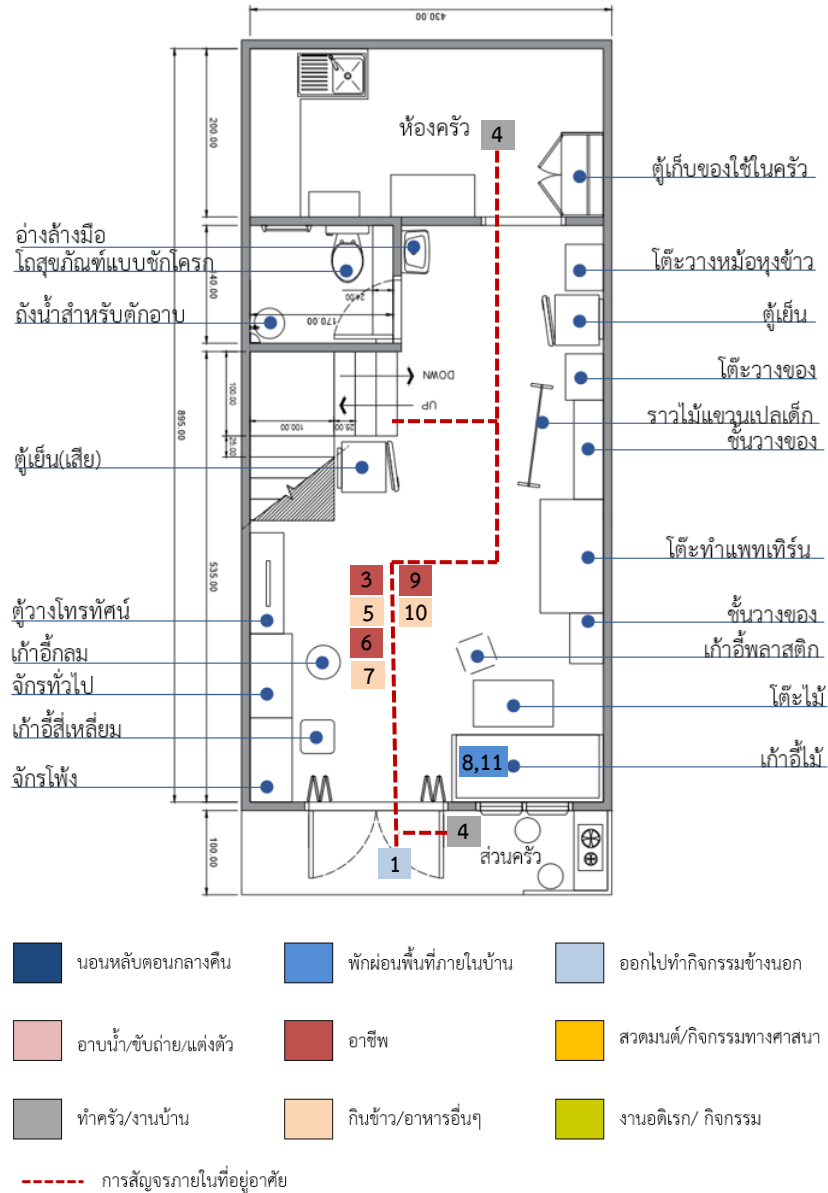 430.00
200.00
ห้องครัว
4
ตู้เก็บของใช้ในครัว
อ่างล้างมือ
โถสุขภัณฑ์แบบชักโครก
140.00
24.00
โต๊ะวางหม้อหุงข้าว
ถังน้ำสำหรับตักอาบ
170.00
ตู้เย็น
DOWN
UP
100.00
100.00
25.00
25.00
895.00
โต๊ะวางของ
ราวไม้แขวนเปลเด็ก
ชั้นวางของ
ตู้เย็น(เสีย)
535.00
โต๊ะทำแพทเทิร์น
3
9
5
10
6
7
ตู้วางโทรทัศน์
ชั้นวางของ
เก้าอี้กลม
เก้าอี้พลาสติก
จักรทั่วไป
โต๊ะไม้
เก้าอี้สี่เหลี่ยม
8,11
เก้าอี้ไม้
จักรโพ้ง
4
ส่วนครัว
1
100.00
นอนหลับตอนกลางคืน
พักผ่อนพื้นที่ภายในบ้าน
ออกไปทำกิจกรรมข้างนอก
อาบน้ำ/ขับถ่าย/แต่งตัว
อาชีพ
สวดมนต์/กิจกรรมทางศาสนา
ทำครัว/งานบ้าน
กินข้าว/อาหารอื่นๆ
งานอดิเรก/ กิจกรรม
การสัญจรภายในที่อยู่อาศัย